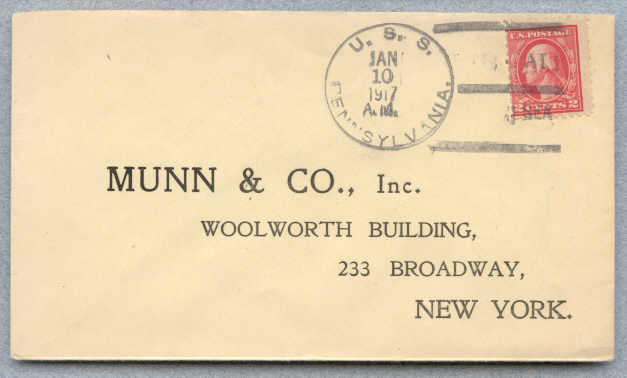 U. S. S.
JAN
10
1917
A.M.
PENNSYLVANIA.
U.S. POSTAGE
2 CENTS 2
MUNN & CO., Inc.
WOOLWORTH BUILDING,
233 BROADWAY,
NEW YORK.